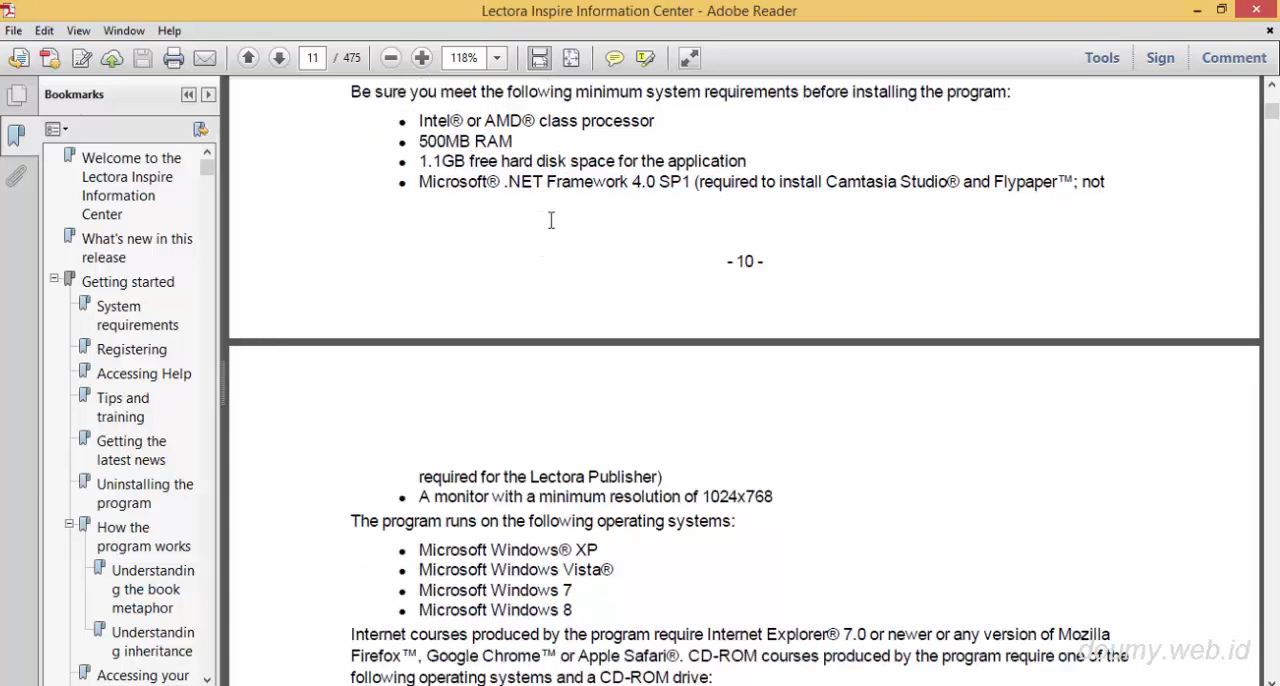 Lectora Inspire Information Center - Adobe Reader
File Edit View Window Help
11 / 475 118% Tools Sign Comment
Bookmarks
Welcome to the
Lectora Inspire
Information
Center
What's new in this
release
Getting started
System
requirements
Registering
Accessing Help
Tips and
training
Getting the
latest news
Uninstalling the
program
How the
program works
Understandin
g the book
metaphor
Understandin
g inheritance
Accessing your
Be sure you meet the following minimum system requirements before installing the program:
• Intel® or AMD® class processor
• 500MB RAM
• 1.1GB free hard disk space for the application
• Microsoft® .NET Framework 4.0 SP1 (required to install Camtasia Studio® and Flypaper™; not
- 10 -
required for the Lectora Publisher)
• A monitor with a minimum resolution of 1024x768
The program runs on the following operating systems:
• Microsoft Windows® XP
• Microsoft Windows Vista®
• Microsoft Windows 7
• Microsoft Windows 8
Internet courses produced by the program require Internet Explorer® 7.0 or newer or any version of Mozilla
Firefox™, Google Chrome™ or Apple Safari®. CD-ROM courses produced by the program require one of the
following operating systems and a CD-ROM drive:
doumy.web.id